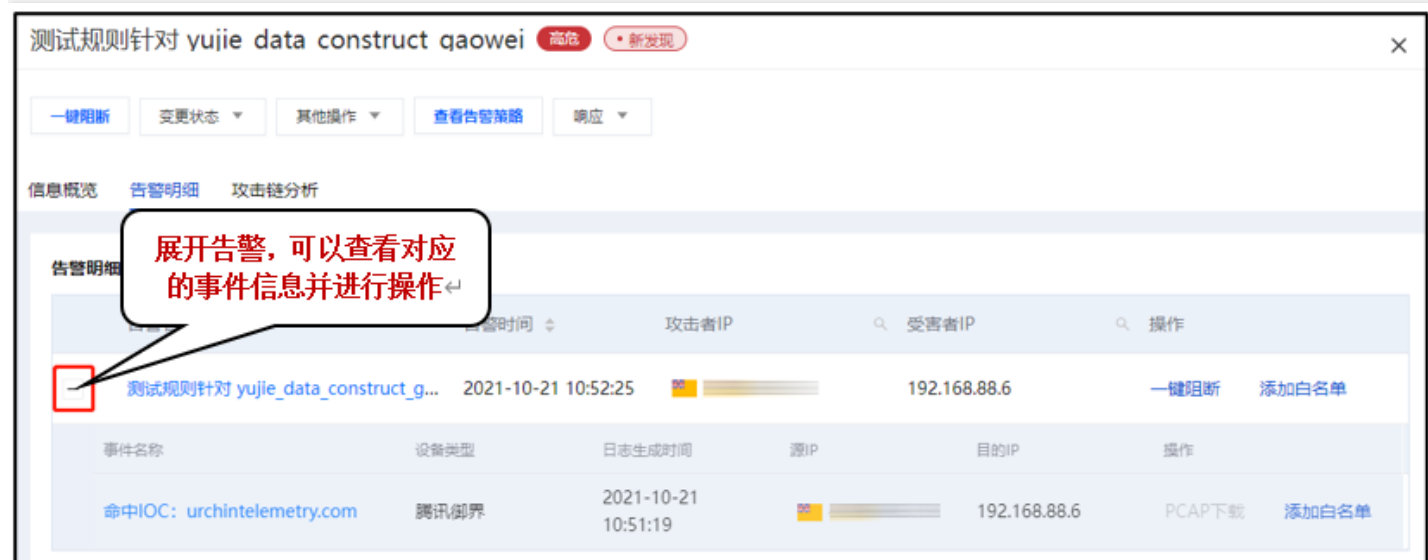 测试规则针对 yujie_data_construct_gaowei 高危 • 新发现
一键阻断 变更状态 其他操作 查看告警策略 响应
信息概览 告警明细 攻击链分析
展开告警，可以查看对应
的事件信息并进行操作↵
告警明细
警时间 攻击者IP 受害者IP 操作
测试规则针对 yujie_data_construct_g... 2021-10-21 10:52:25 192.168.88.6 一键阻断 添加白名单
事件名称 设备类型 日志生成时间 源IP 目的IP 操作
命中IOC：urchintelemetry.com 腾讯御界 2021-10-21 10:51:19 192.168.88.6 PCAP下载 添加白名单